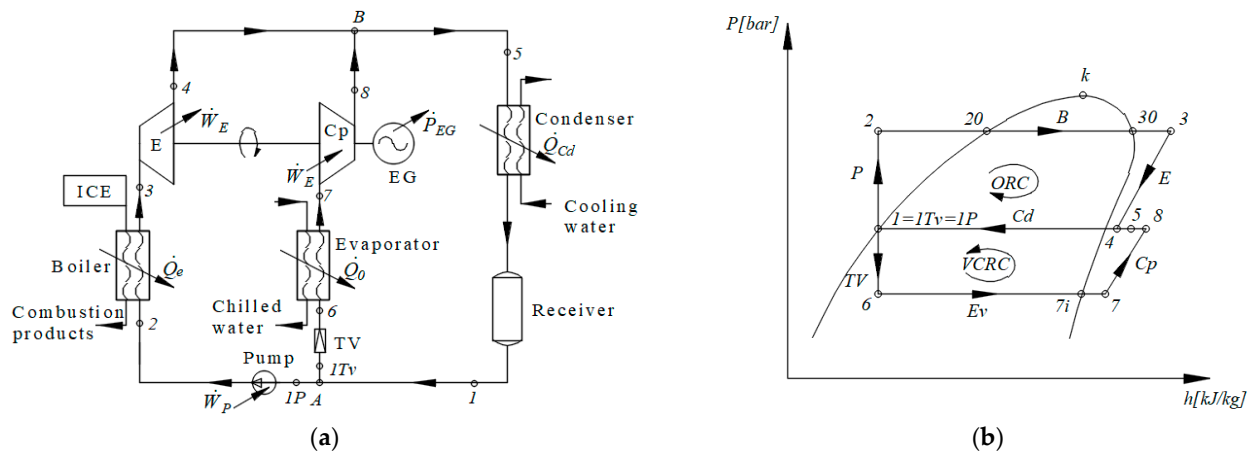 B
5
4
8
Ẇ_E
Cp
Ṗ_EG
Condenser
E
Q̇_Cd
Ẇ_E
EG
3
7
ICE
Cooling
water
Evaporator
Boiler
Q̇_e
Q̇_0
Receiver
Combustion
products
Chilled
water
6
2
TV
Pump
1Tv
Ẇ_P
1P
A
1
(a)
P[bar]
k
2
20
B
30
3
P
ORC
E
1=1Tv=1P
Cd
4
5
8
TV
VCRC
Cp
6
Ev
7i
7
h[kJ/kg]
(b)